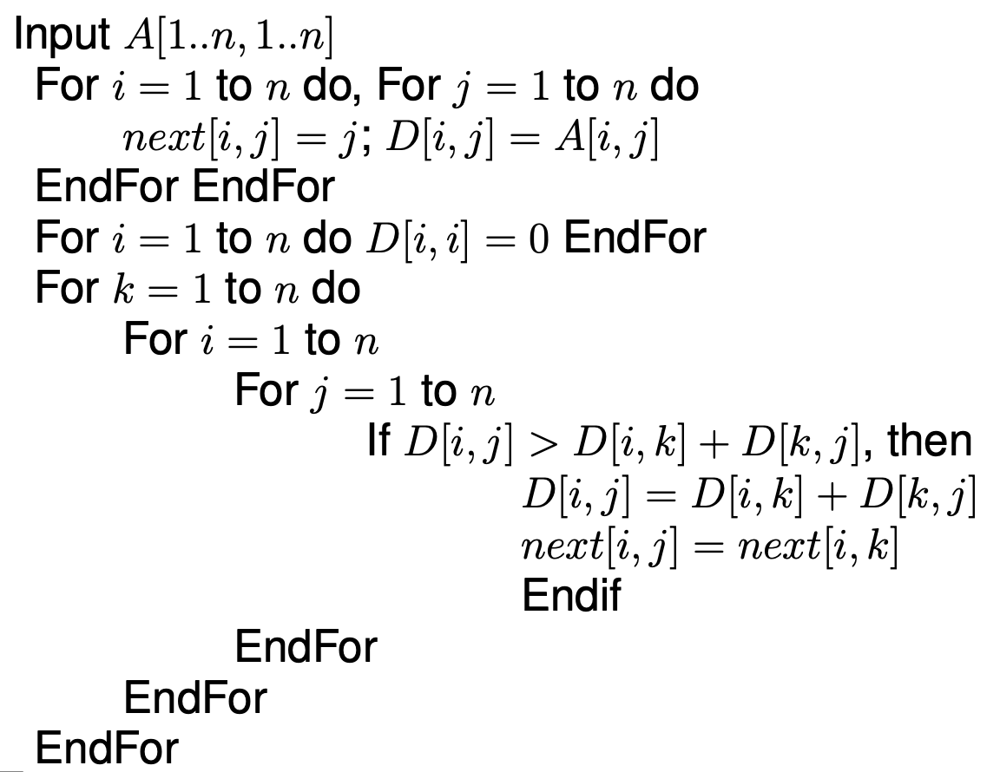 Input A[1..n, 1..n]
For i = 1 to n do, For j = 1 to n do
next[i, j] = j; D[i, j] = A[i, j]
EndFor EndFor
For i = 1 to n do D[i, i] = 0 EndFor
For k = 1 to n do
For i = 1 to n
For j = 1 to n
If D[i, j] > D[i, k] + D[k, j], then
D[i, j] = D[i, k] + D[k, j]
next[i, j] = next[i, k]
Endif
EndFor
EndFor
EndFor